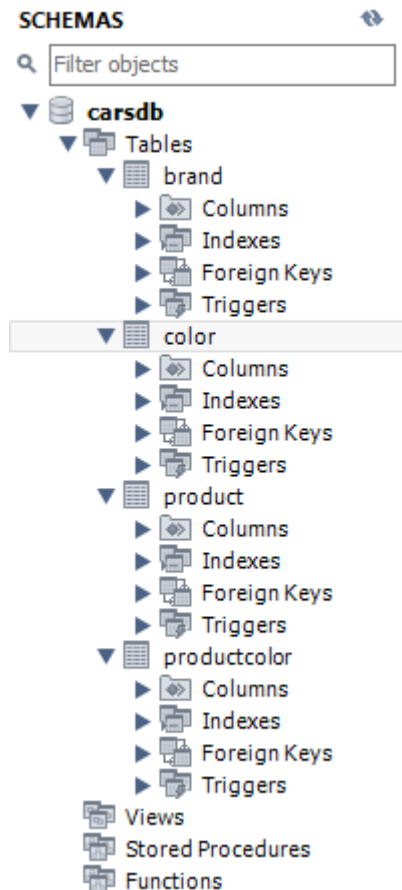 SCHEMAS
Filter objects
carsdb
Tables
brand
Columns
Indexes
Foreign Keys
Triggers
color
Columns
Indexes
Foreign Keys
Triggers
product
Columns
Indexes
Foreign Keys
Triggers
productcolor
Columns
Indexes
Foreign Keys
Triggers
Views
Stored Procedures
Functions